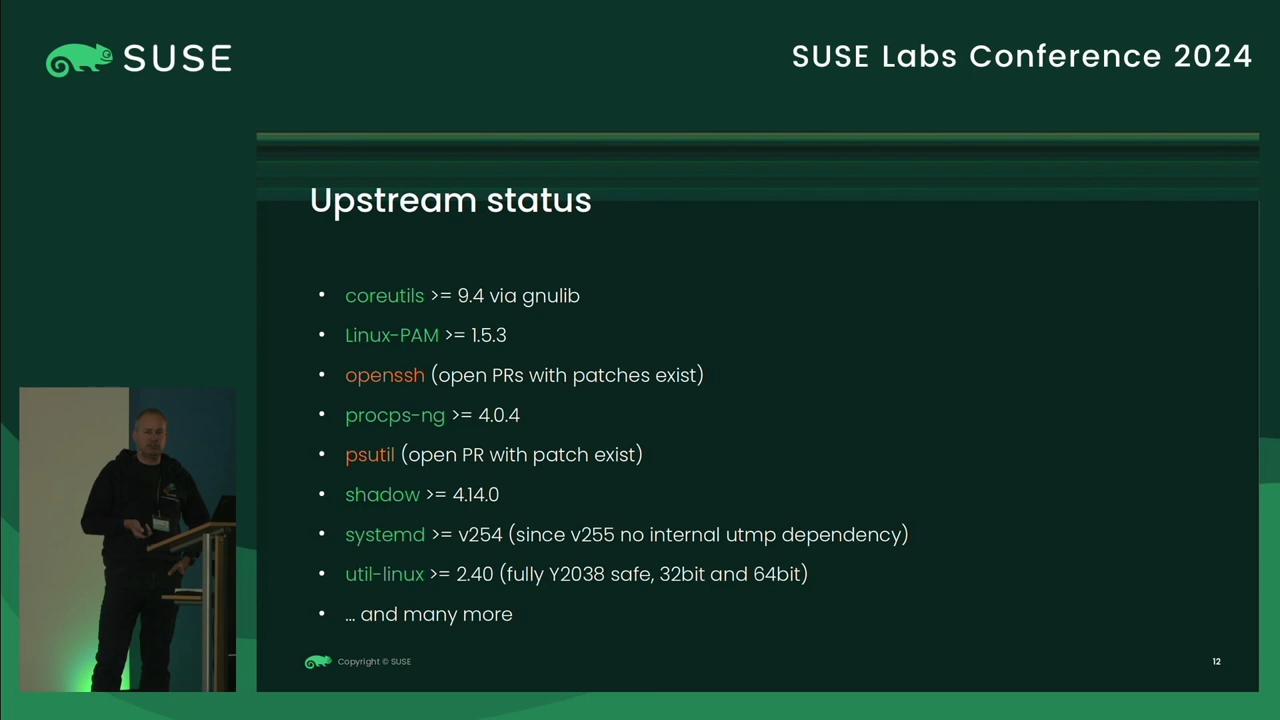 SUSE
SUSE Labs Conference 2024
Upstream status
• coreutils >= 9.4 via gnulib
• Linux-PAM >= 1.5.3
• openssh (open PRs with patches exist)
• procps-ng >= 4.0.4
• psutil (open PR with patch exist)
• shadow >= 4.14.0
• systemd >= v254 (since v255 no internal utmp dependency)
• util-linux >= 2.40 (fully Y2038 safe, 32bit and 64bit)
• ... and many more
Copyright © SUSE
12